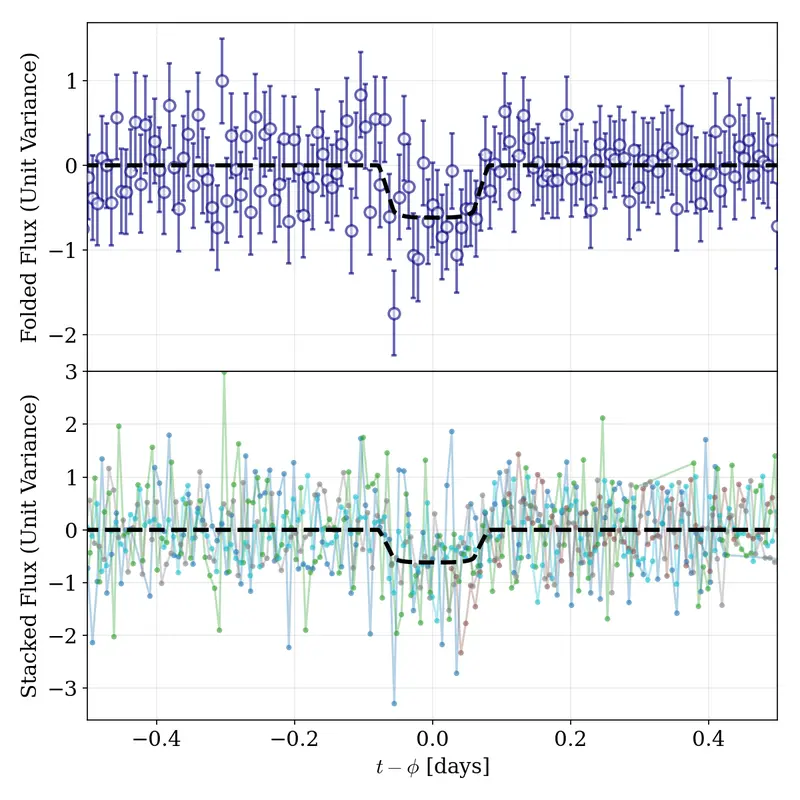 Folded Flux (Unit Variance)
1
0
−1
−2
Stacked Flux (Unit Variance)
3
2
1
0
−1
−2
−3
−0.4 −0.2 0.0 0.2 0.4
t − ϕ [days]